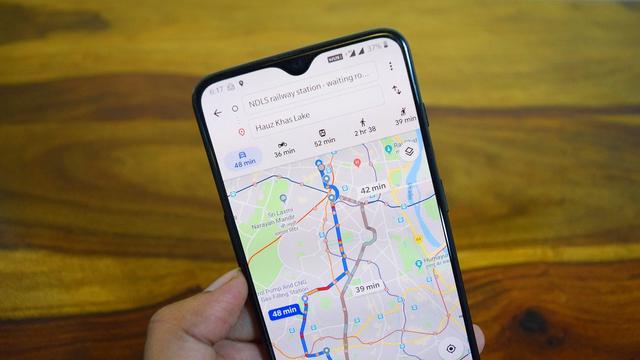 6:17
37%
NDLS railway station - waiting ro...
Hauz Khas Lake
48 min
36 min
52 min
2 hr 38
39 min
42 min
Sri Laxmi
Narayan Mandir
Humayun
Pump And CNG
Gas Filling Station
39 min
48 min